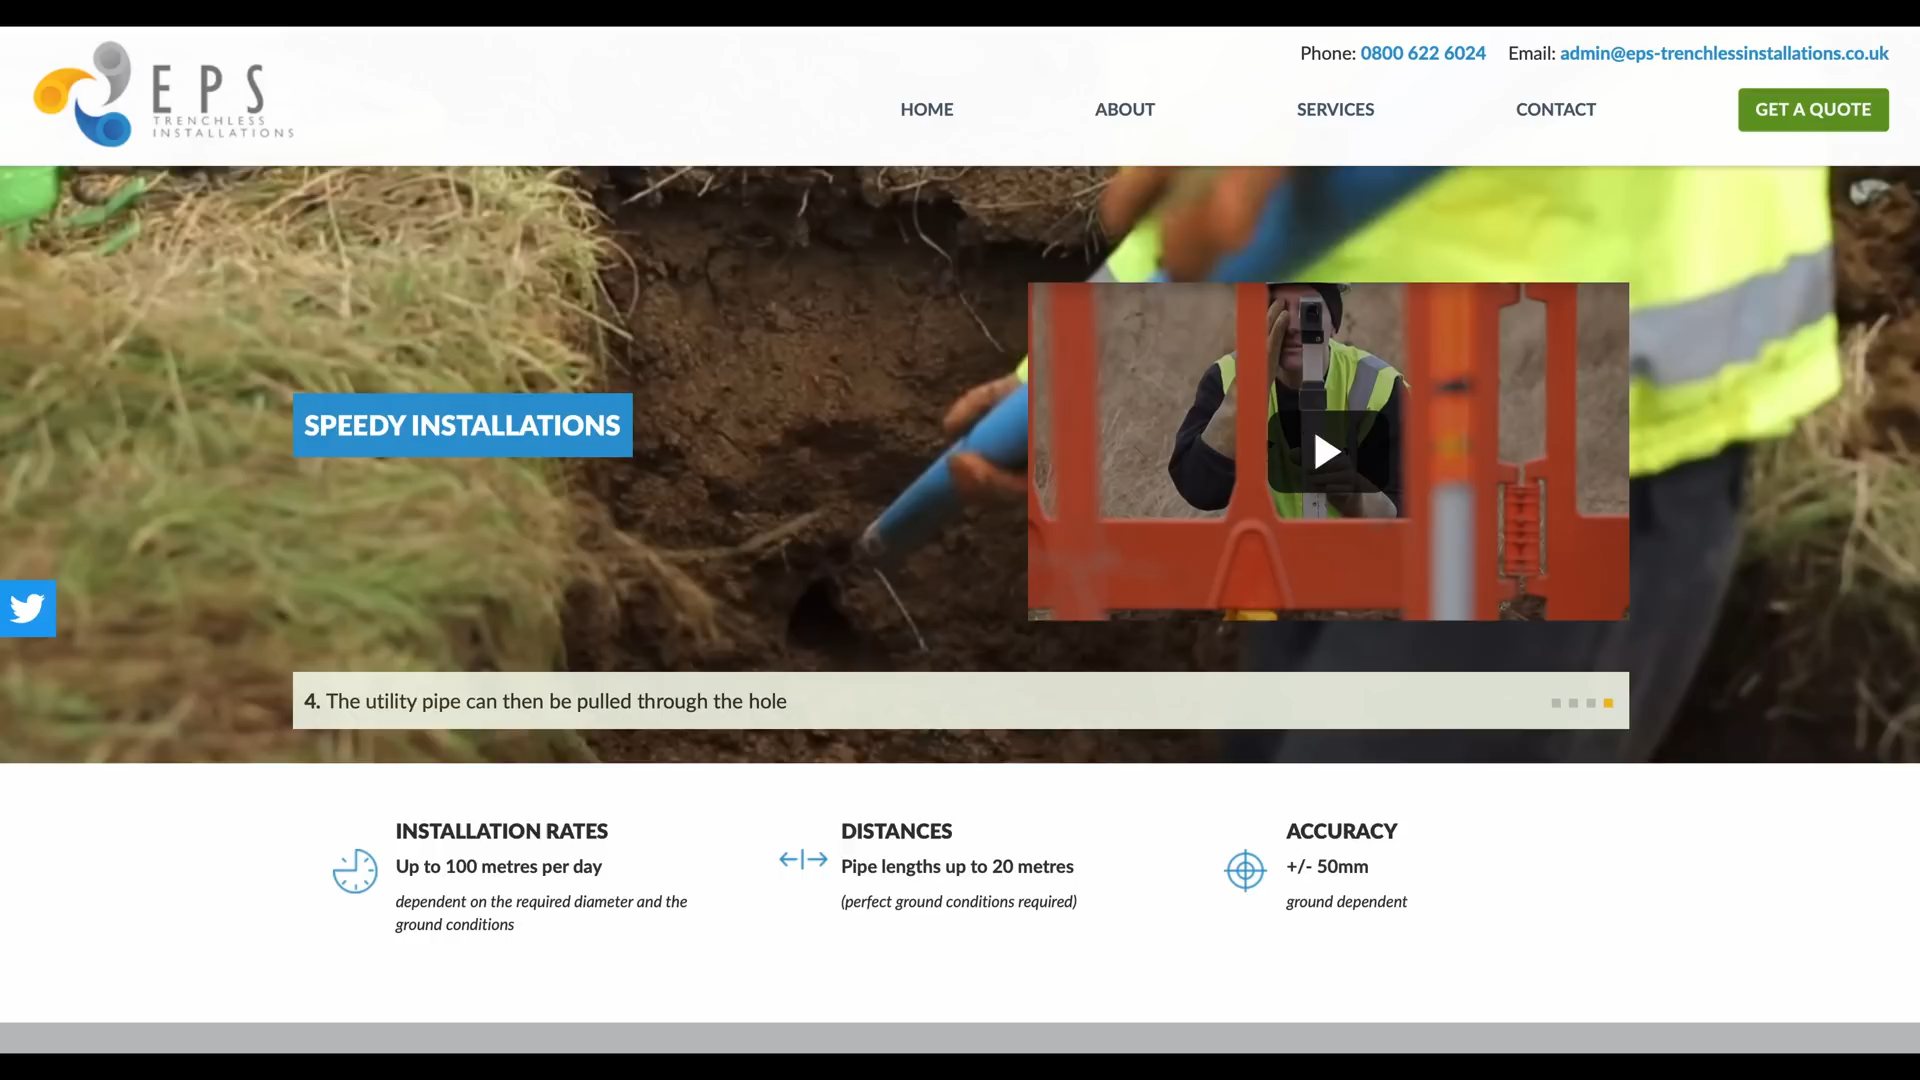 Phone: 0800 622 6024 Email: admin@eps-trenchlessinstallations.co.uk
EPS
TRENCHLESS
INSTALLATIONS
HOME ABOUT SERVICES CONTACT GET A QUOTE
SPEEDY INSTALLATIONS
4. The utility pipe can then be pulled through the hole
INSTALLATION RATES
Up to 100 metres per day
dependent on the required diameter and the
ground conditions
DISTANCES
Pipe lengths up to 20 metres
(perfect ground conditions required)
ACCURACY
+/- 50mm
ground dependent